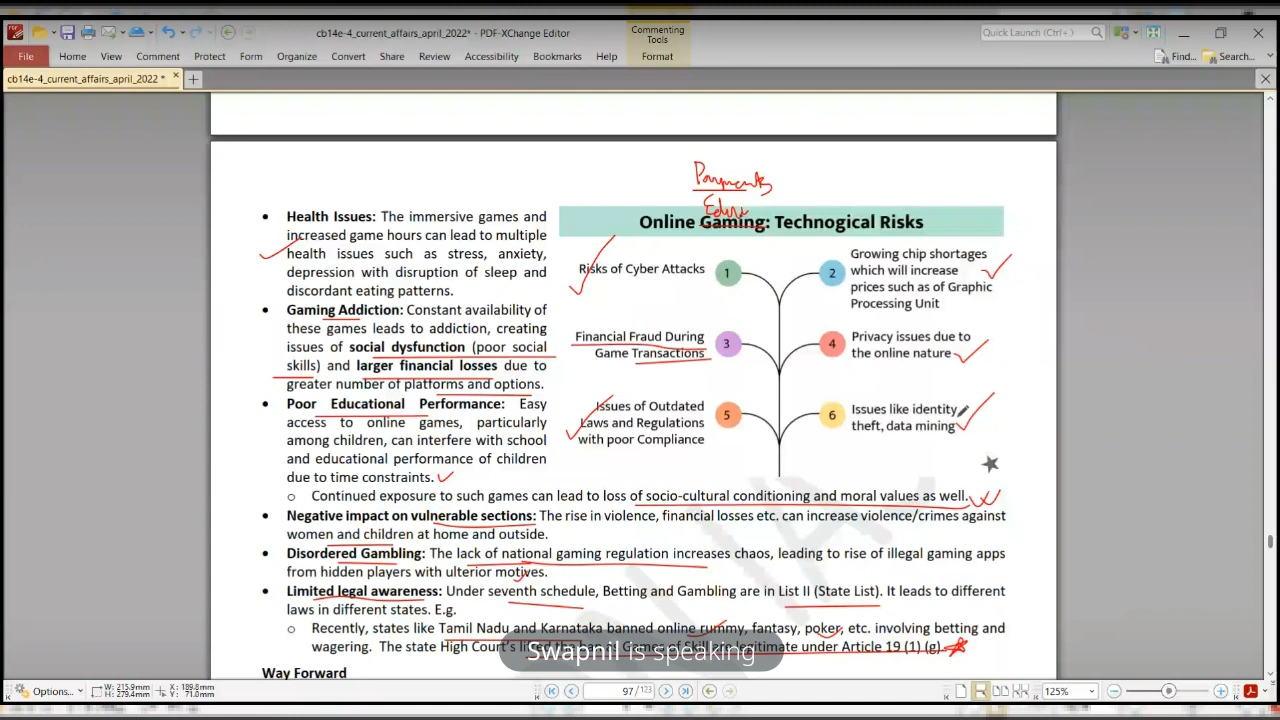 cb14e-4_current_affairs_april_2022* - PDF-XChange Editor
Commenting
Tools
Quick Launch (Ctrl+.)
File
Home
View
Comment
Protect
Form
Organize
Convert
Share
Review
Accessibility
Bookmarks
Help
Format
Find...
Search...
cb14e-4_current_affairs_april_2022 *
Payments
Online Gaming: Technogical Risks
Health Issues: The immersive games and
increased game hours can lead to multiple
health issues such as stress, anxiety,
depression with disruption of sleep and
discordant eating patterns.
Gaming Addiction: Constant availability of
these games leads to addiction, creating
issues of social dysfunction (poor social
skills) and larger financial losses due to
greater number of platforms and options.
Poor Educational Performance: Easy
access to online games, particularly
among children, can interfere with school
and educational performance of children
due to time constraints.
Risks of Cyber Attacks
1
2
Growing chip shortages
which will increase
prices such as of Graphic
Processing Unit
Financial Fraud During
Game Transactions
3
4
Privacy issues due to
the online nature
Issues of Outdated
Laws and Regulations
with poor Compliance
5
6
Issues like identity
theft, data mining
o Continued exposure to such games can lead to loss of socio-cultural conditioning and moral values as well.
Negative impact on vulnerable sections: The rise in violence, financial losses etc. can increase violence/crimes against
women and children at home and outside.
Disordered Gambling: The lack of national gaming regulation increases chaos, leading to rise of illegal gaming apps
from hidden players with ulterior motives.
Limited legal awareness: Under seventh schedule, Betting and Gambling are in List II (State List). It leads to different
laws in different states. E.g.
o Recently, states like Tamil Nadu and Karnataka banned online rummy, fantasy, poker, etc. involving betting and
wagering. The state High Court's Games of Skill are legitimate under Article 19 (1) (g).
Swapnil is speaking
Way Forward
Options...
W: 215.9mm
H: 279.4mm
X: 189.8mm
Y: 71.0mm
97 /123
125%